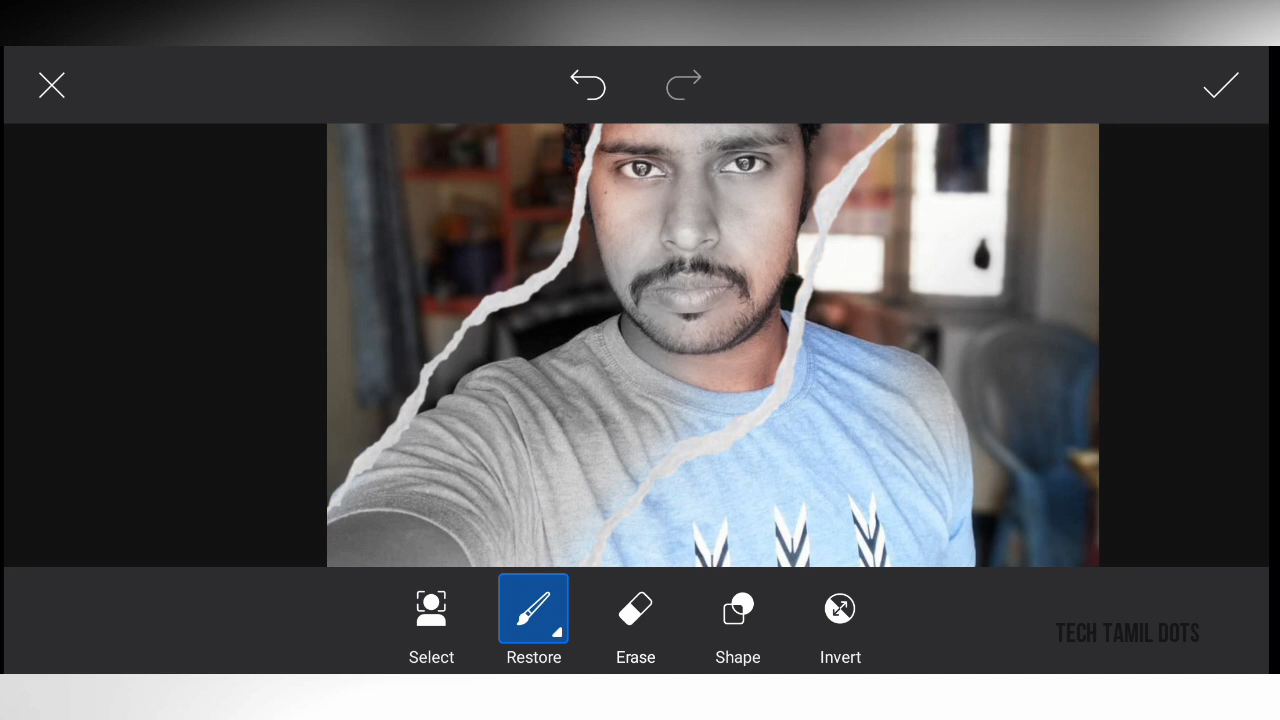 Select
Restore
Erase
Shape
Invert
TECH TAMIL DOTS